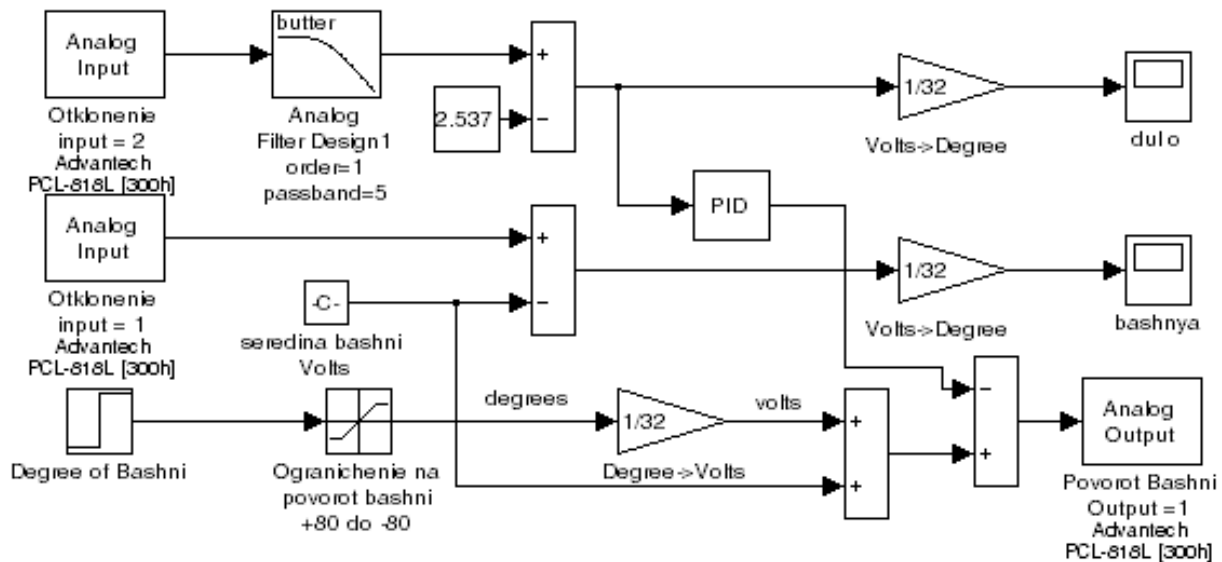 Analog
Input
Otklonenie
input = 2
Advantech
PCL-818L [300h]
butter
Analog
Filter Design1
order=1
passband=5
+
2.537
−
1/32
Volts->Degree
dulo
PID
Analog
Input
Otklonenie
input = 1
Advantech
PCL-818L [300h]
+
-C-
−
seredina bashni
Volts
1/32
Volts->Degree
bashnya
Degree of Bashni
Ogranichenie na
povorot bashni
+80 do -80
degrees
1/32
Degree->Volts
volts
+
+
−
+
Analog
Output
Povorot Bashni
Output =1
Advantech
PCL-818L [300h]